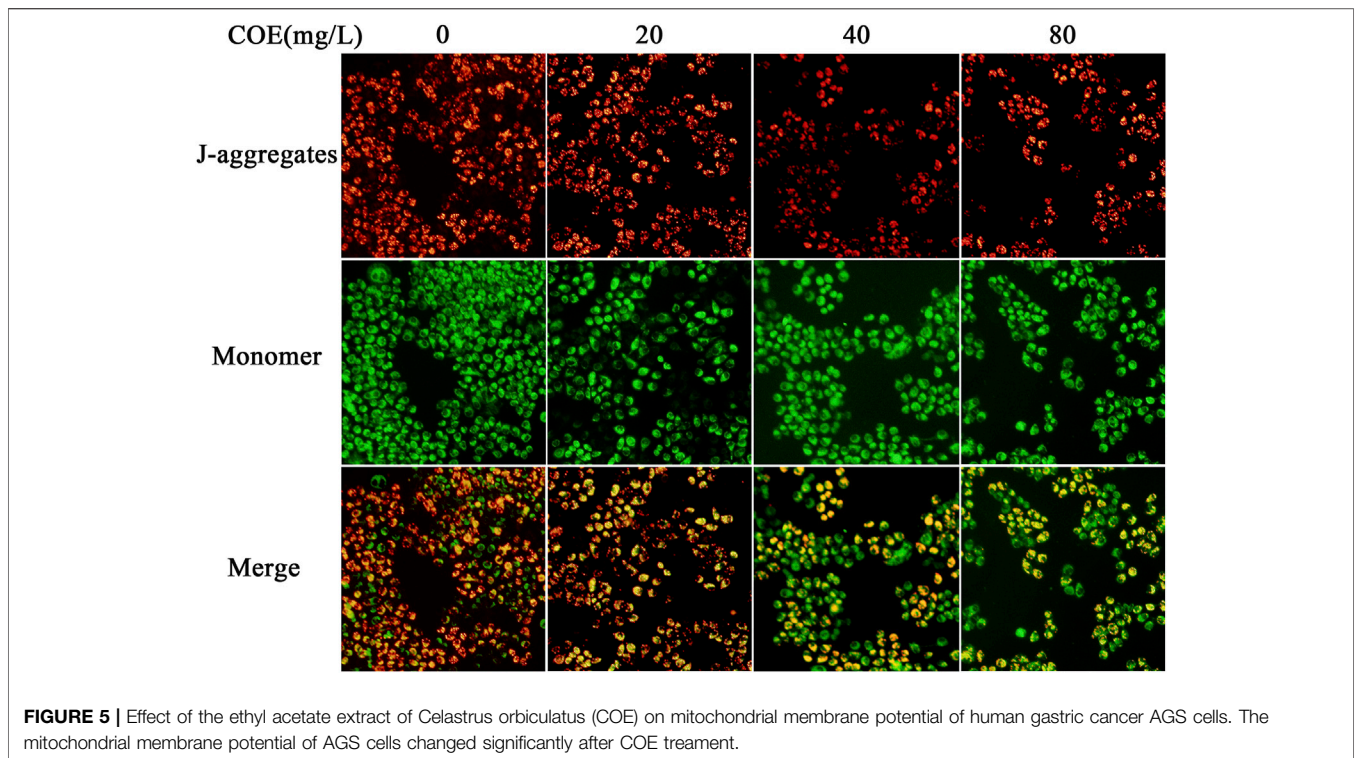 COE(mg/L) 0 20 40 80
J-aggregates
Monomer
Merge
FIGURE 5 | Effect of the ethyl acetate extract of Celastrus orbiculatus (COE) on mitochondrial membrane potential of human gastric cancer AGS cells. The
mitochondrial membrane potential of AGS cells changed significantly after COE treament.